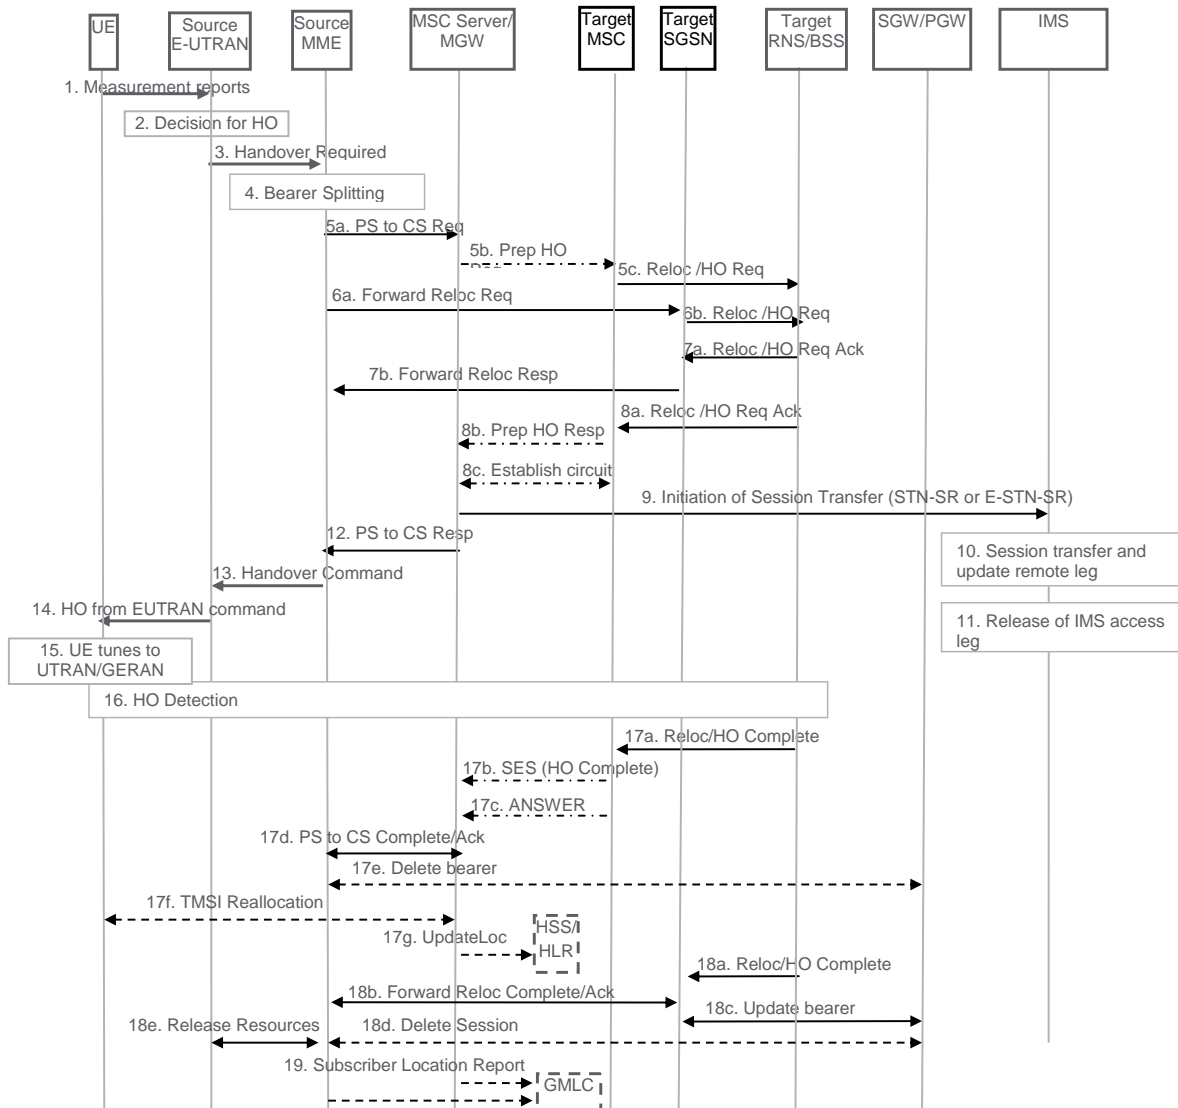 UE
Source
E-UTRAN
Source
MME
MSC Server/
MGW
Target
MSC
Target
SGSN
Target
RNS/BSS
SGW/PGW
IMS
1. Measurement reports
2. Decision for HO
3. Handover Required
4. Bearer Splitting
5a. PS to CS Req
5b. Prep HO
5c. Reloc /HO Req
6a. Forward Reloc Req
6b. Reloc /HO Req
7a. Reloc /HO Req Ack
7b. Forward Reloc Resp
8a. Reloc /HO Req Ack
8b. Prep HO Resp
8c. Establish circuit
9. Initiation of Session Transfer (STN-SR or E-STN-SR)
12. PS to CS Resp
10. Session transfer and
update remote leg
13. Handover Command
14. HO from EUTRAN command
11. Release of IMS access
leg
15. UE tunes to
UTRAN/GERAN
16. HO Detection
17a. Reloc/HO Complete
17b. SES (HO Complete)
17c. ANSWER
17d. PS to CS Complete/Ack
17e. Delete bearer
17f. TMSI Reallocation
17g. UpdateLoc
HSS/
HLR
18a. Reloc/HO Complete
18b. Forward Reloc Complete/Ack
18c. Update bearer
18e. Release Resources
18d. Delete Session
19. Subscriber Location Report
GMLC